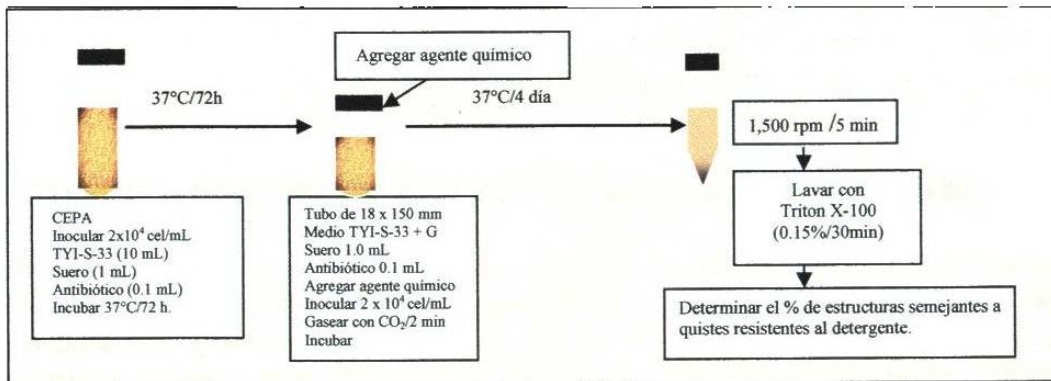 Agregar agente químico
37°C/72h
37°C/4 día
1,500 rpm /5 min
CEPA
Inocular 2x10⁴ cel/mL
TYI-S-33 (10 mL)
Suero (1 mL)
Antibiótico (0.1 mL)
Incubar 37°C/72 h.
Tubo de 18 x 150 mm
Medio TYI-S-33 + G
Suero 1.0 mL
Antibiótico 0.1 mL
Agregar agente químico
Inocular 2 x 10⁴ cel/mL
Gasear con CO₂/2 min
Incubar
Lavar con
Triton X-100
(0.15%/30min)
Determinar el % de estructuras semejantes a
quistes resistentes al detergente.